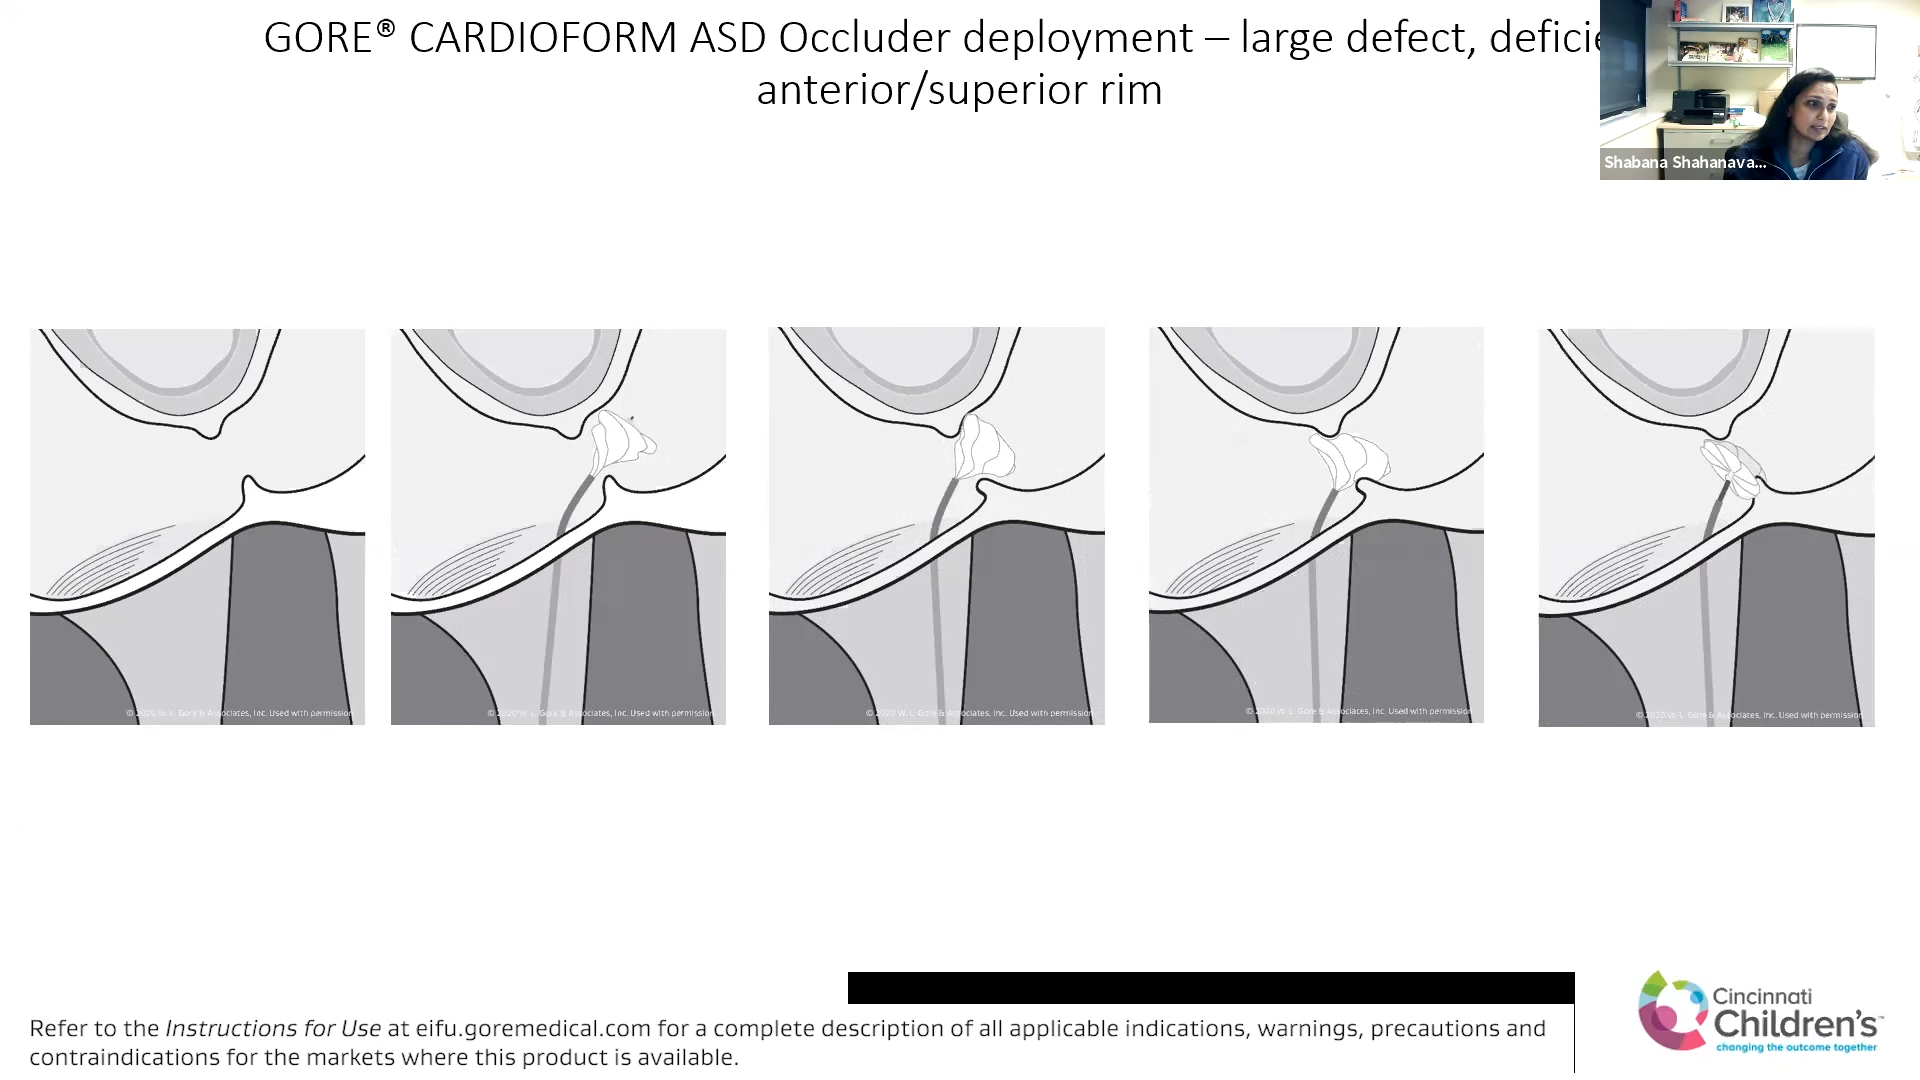 GORE® CARDIOFORM ASD Occluder deployment – large defect, defici
anterior/superior rim
Shabana Shahanava...
© 2020 W. L. Gore & Associates, Inc. Used with permission
© 2020 W. L. Gore & Associates, Inc. Used with permission
© 2020 W. L. Gore & Associates, Inc. Used with permission
© 2020 W. L. Gore & Associates, Inc. Used with permission
© 2020 W. L. Gore & Associates, Inc. Used with permission
Refer to the Instructions for Use at eifu.goremedical.com for a complete description of all applicable indications, warnings, precautions and
contraindications for the markets where this product is available.
Cincinnati
Children's™
changing the outcome together